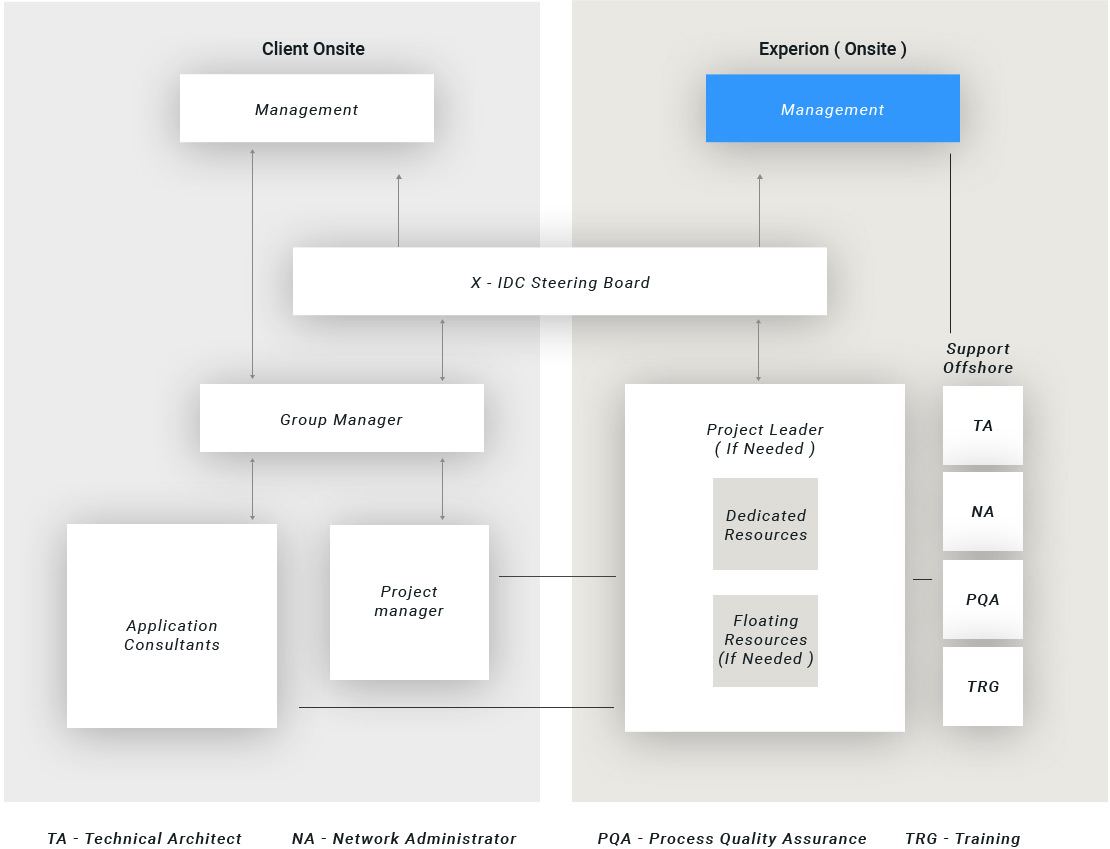 Client Onsite
Experion ( Onsite )
Management
Management
X - IDC Steering Board
Support
Offshore
Group Manager
Project Leader
( If Needed )
Dedicated
Resources
Floating
Resources
(If Needed )
TA
NA
PQA
TRG
Project
manager
Application
Consultants
TA - Technical Architect
NA - Network Administrator
PQA - Process Quality Assurance
TRG - Training